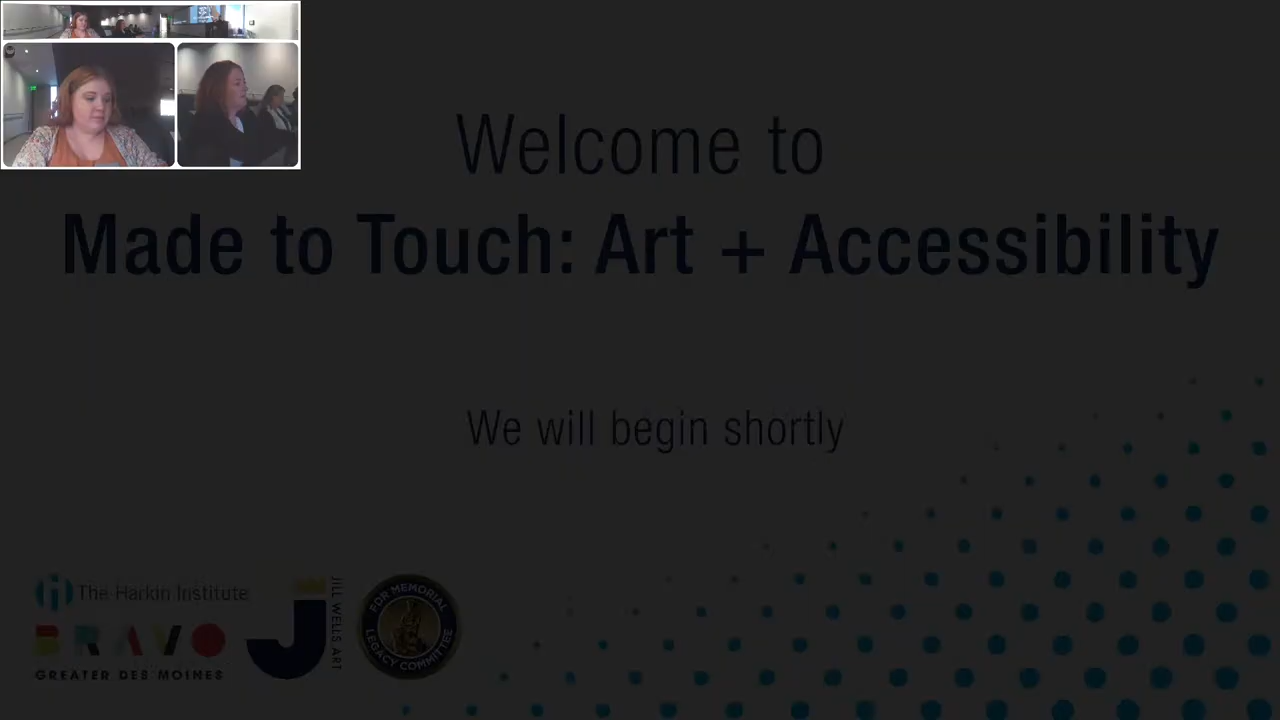 Welcome to
Made to Touch: Art + Accessibility
We will begin shortly
The Harkin Institute
BRAVO
GREATER DES MOINES
JILL WELLS ART
FOR MEMORIAL
LEGACY COMMITTEE